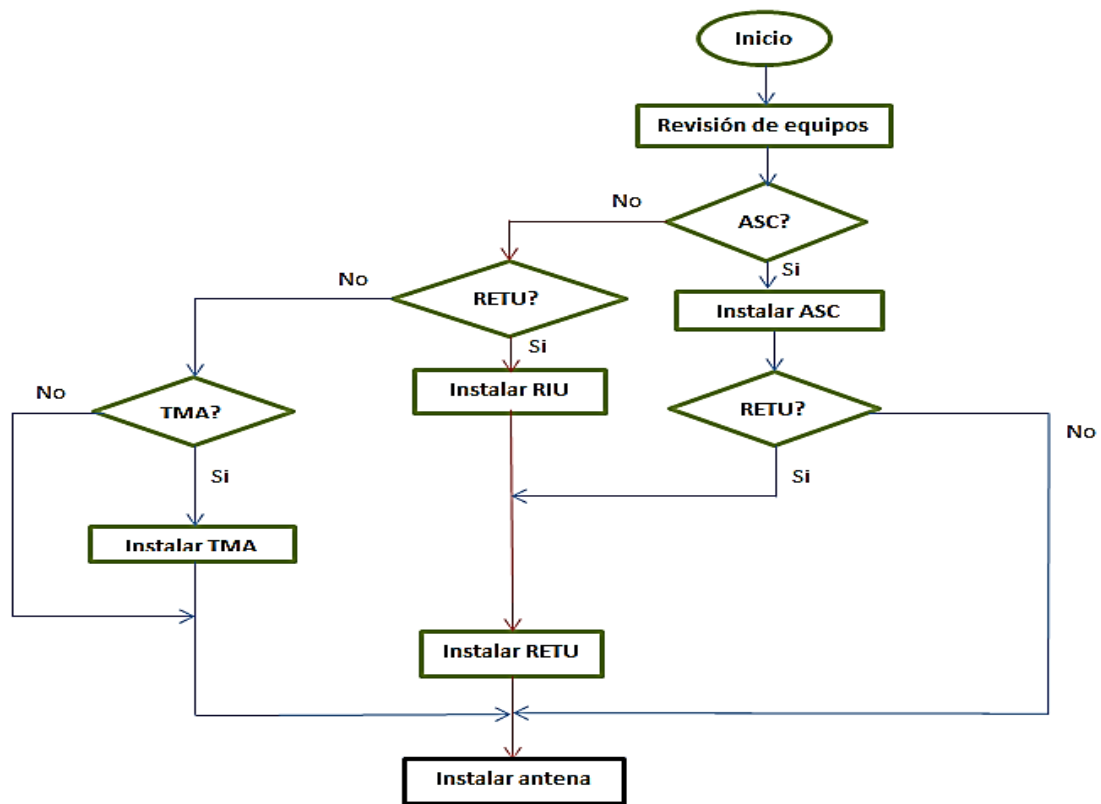 Inicio
Revisión de equipos
No
ASC?
Si
No
RETU?
Instalar ASC
Si
No
TMA?
Instalar RIU
RETU?
No
Si
Si
Instalar TMA
Instalar RETU
Instalar antena